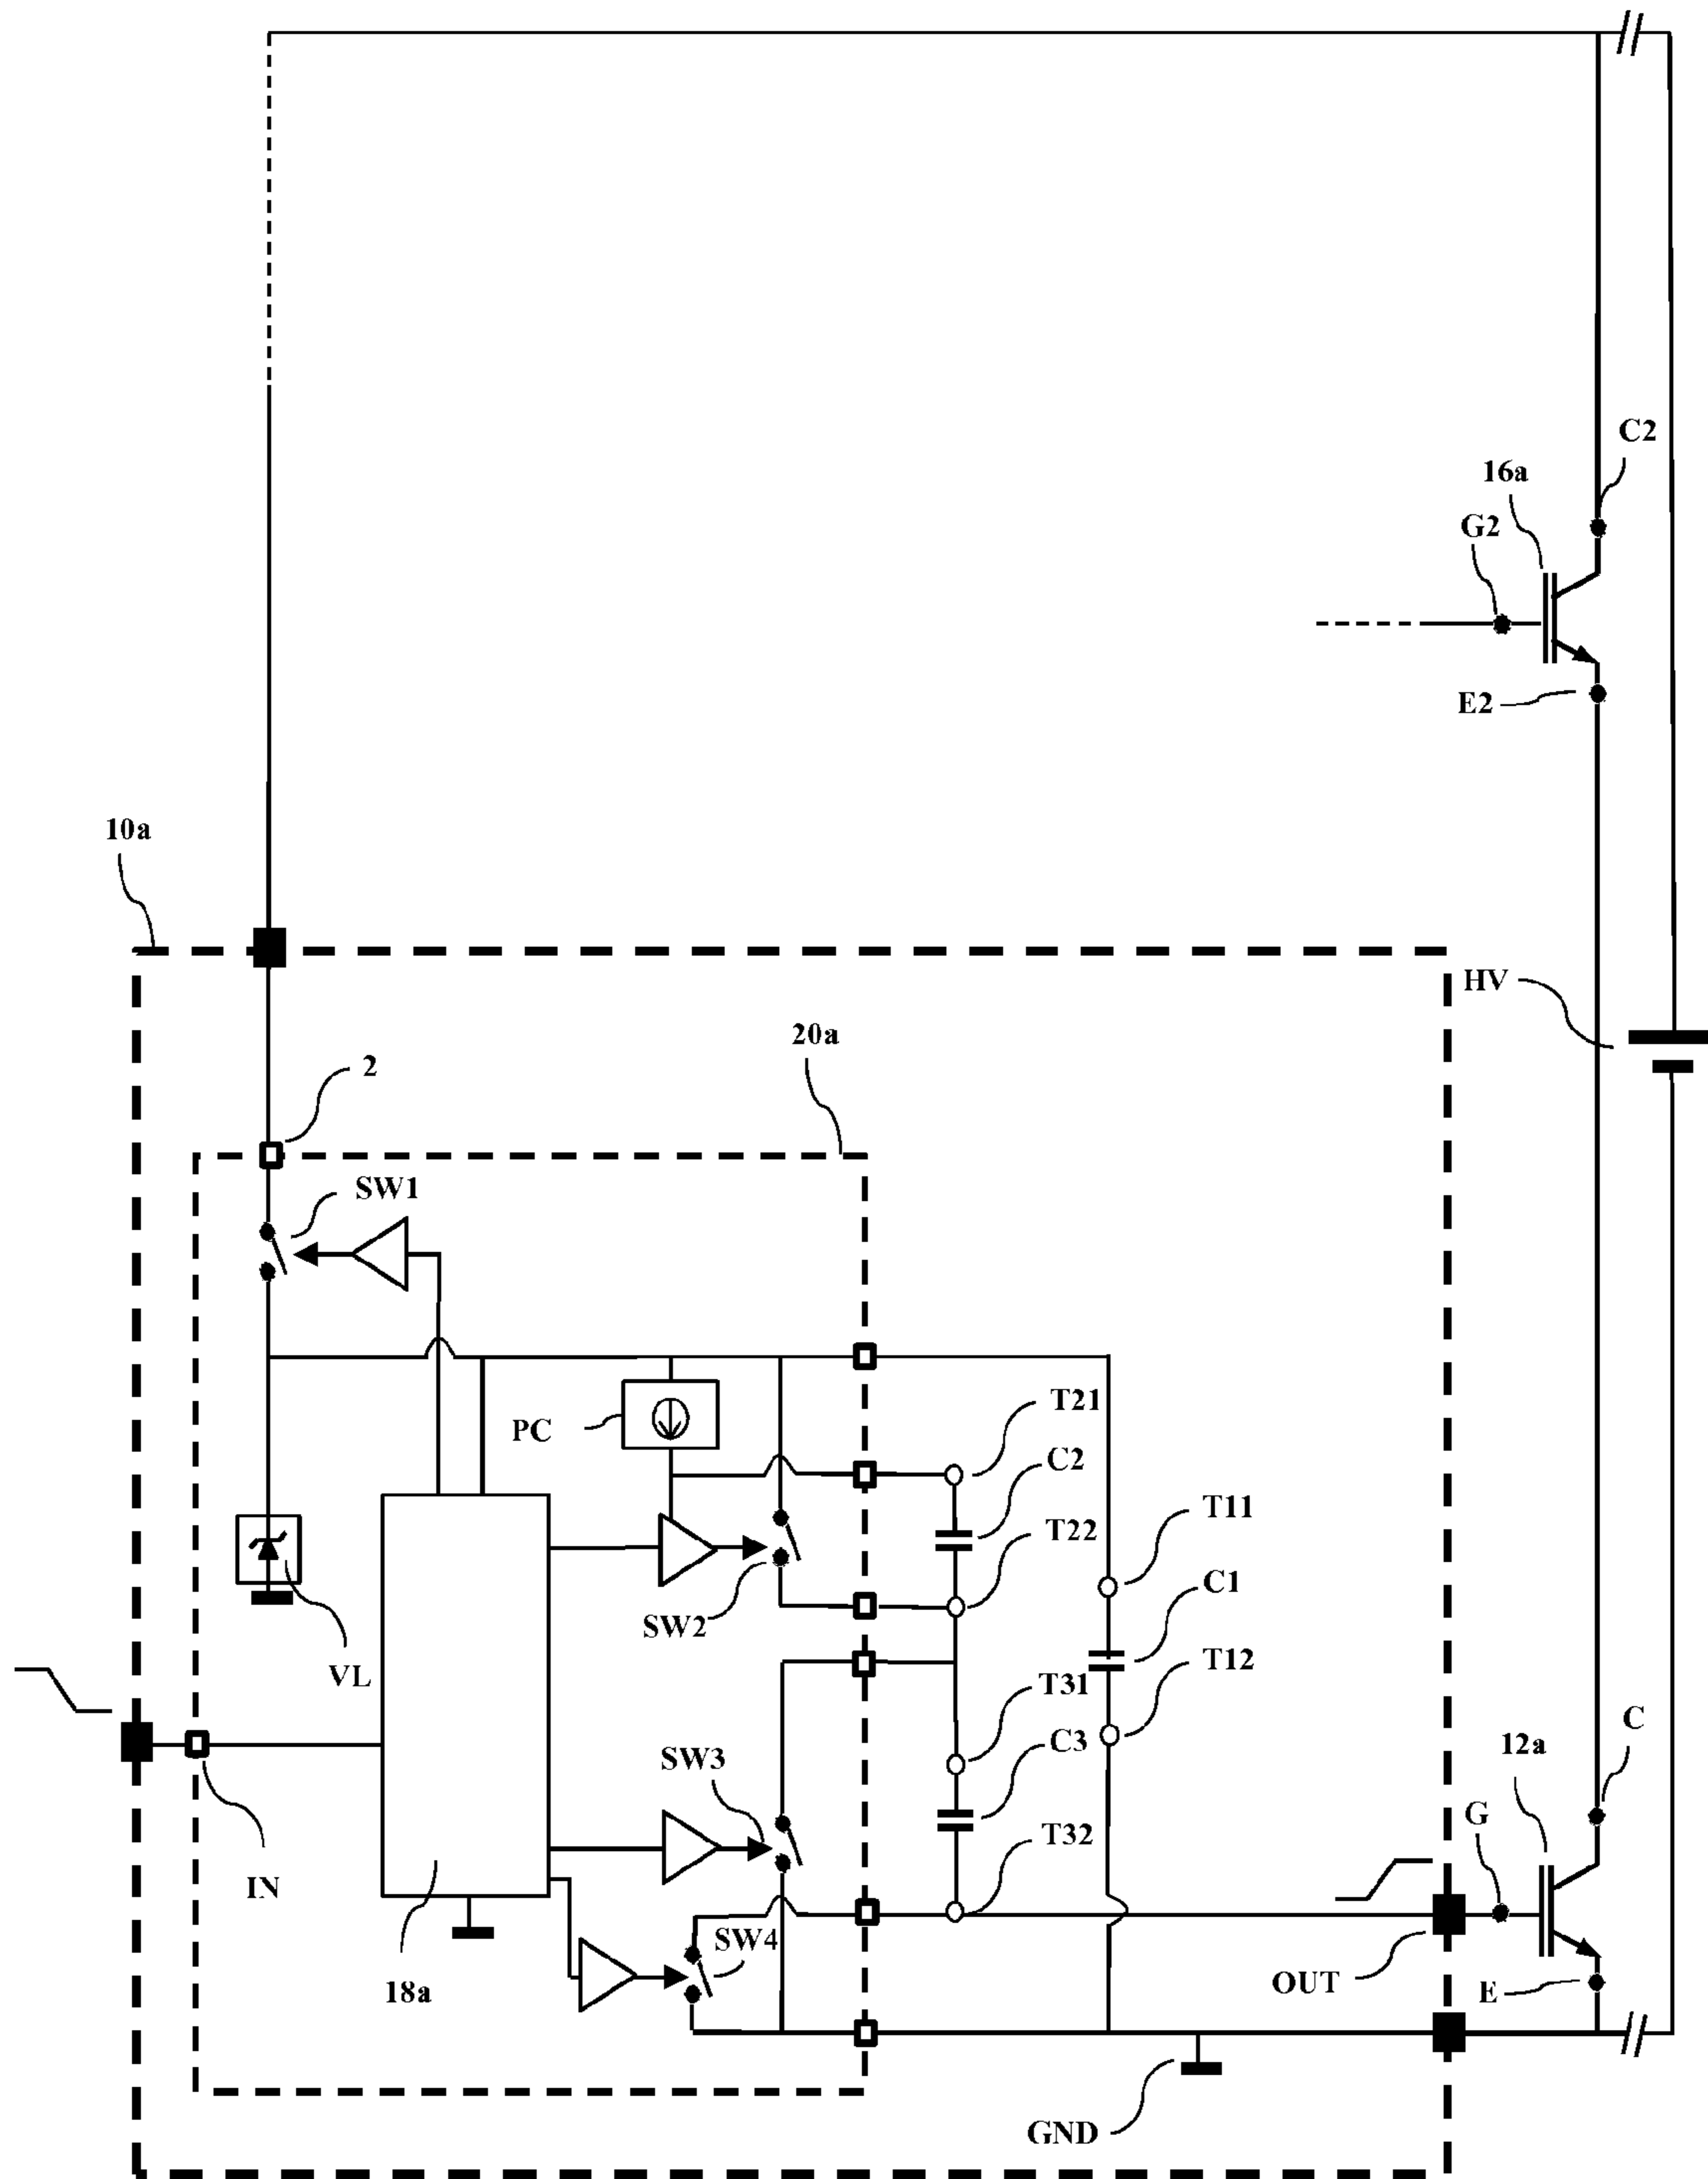 C2
16a
G2
E2
10a
HV
20a
2
SW1
T21
PC
C2
T11
T22
C1
SW2
T12
VL
T31
C
C3
12a
SW3
G
T32
IN
SW4
OUT
E
18a
GND